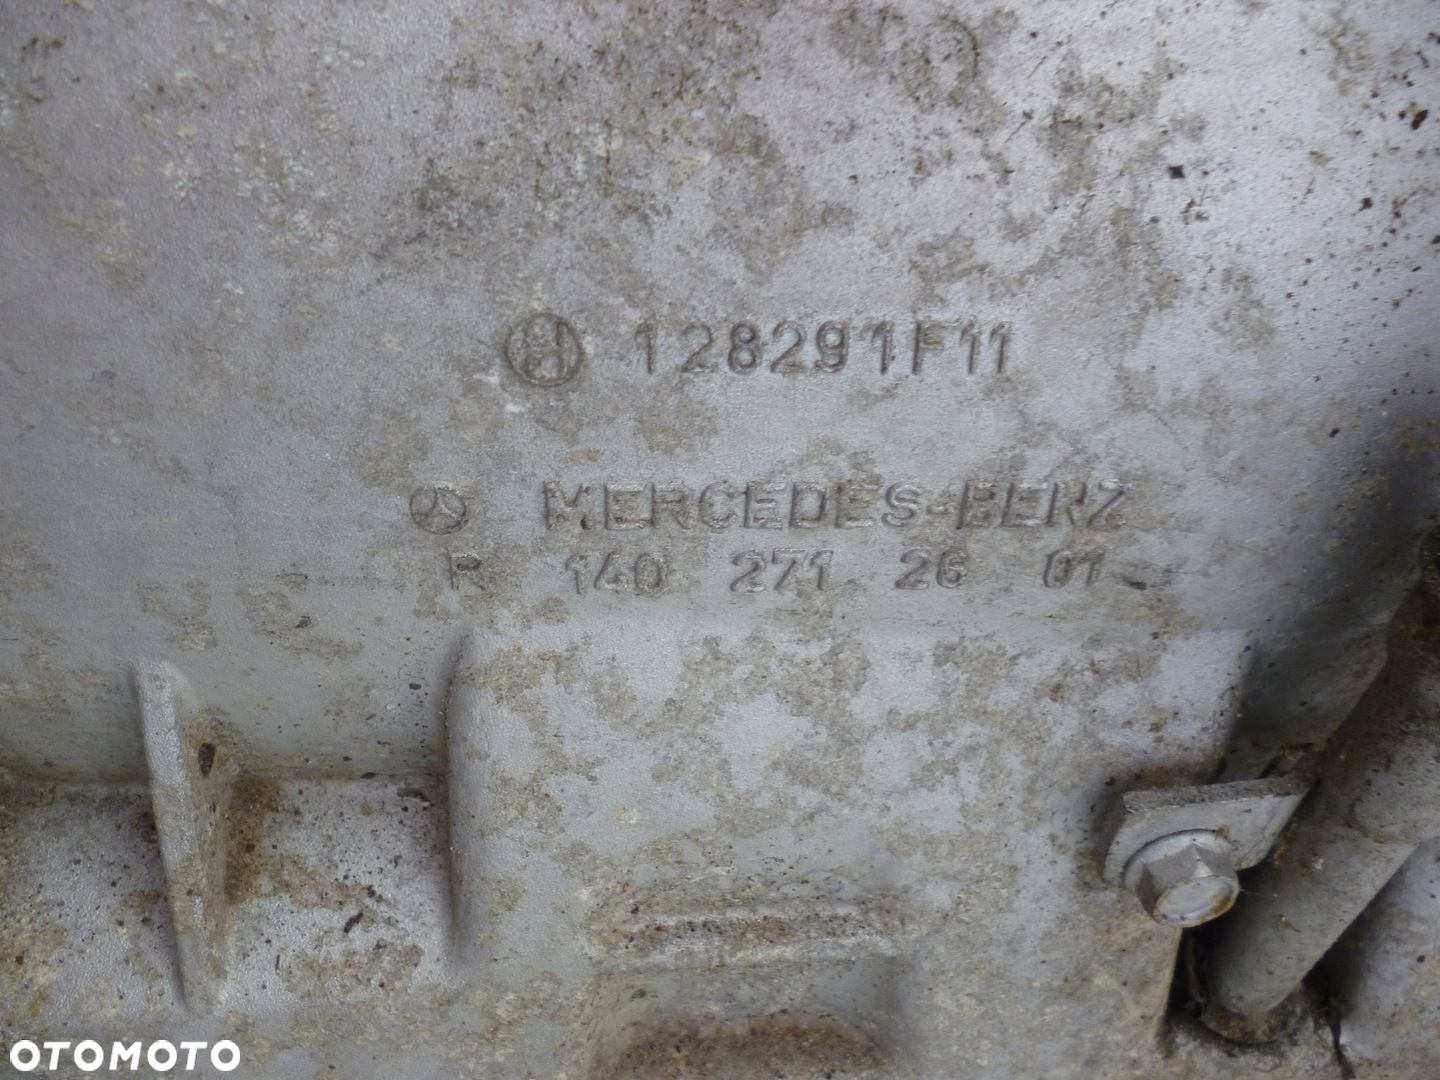 128291F11
MERCEDES-BENZ
R 140 271 26 01
OTOMOTO